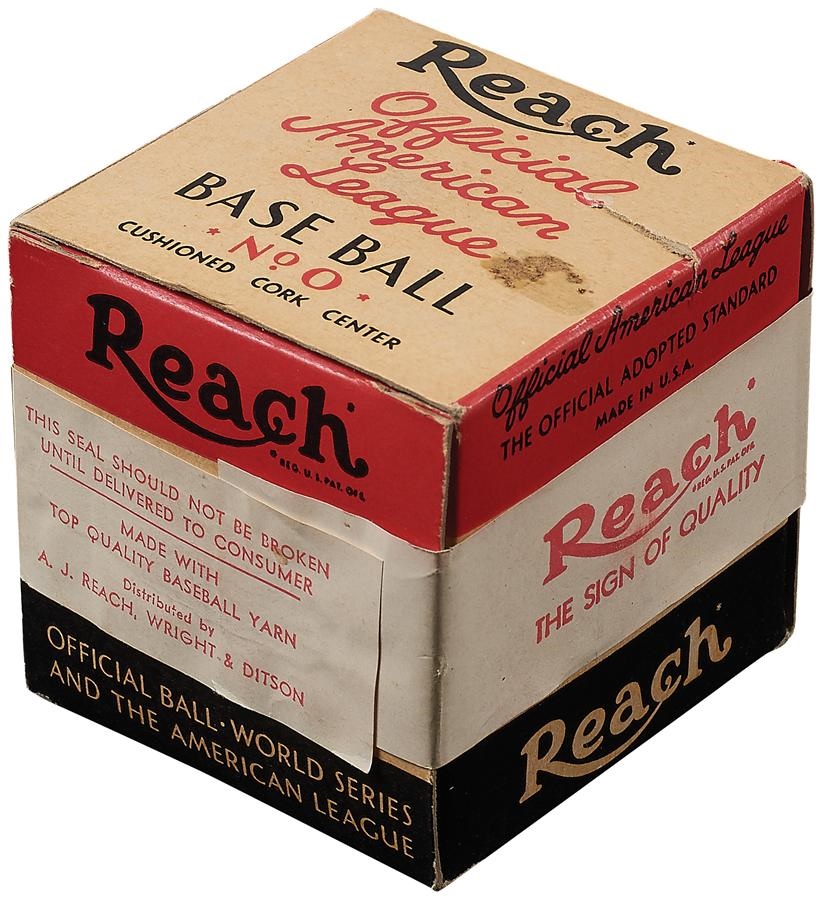 Reach
Official
American
League
BASE BALL
* No 0 *
CUSHIONED CORK CENTER
Reach
REG. U. S. PAT. OFF.
THIS SEAL SHOULD NOT BE BROKEN
UNTIL DELIVERED TO CONSUMER
MADE WITH
TOP QUALITY BASEBALL YARN
Distributed by
A. J. REACH, WRIGHT & DITSON
OFFICIAL BALL·WORLD SERIES
AND THE AMERICAN LEAGUE
Official American League
THE OFFICIAL ADOPTED STANDARD
MADE IN U.S.A.
Reach
REG. U. S. PAT. OFF.
THE SIGN OF QUALITY
Reach